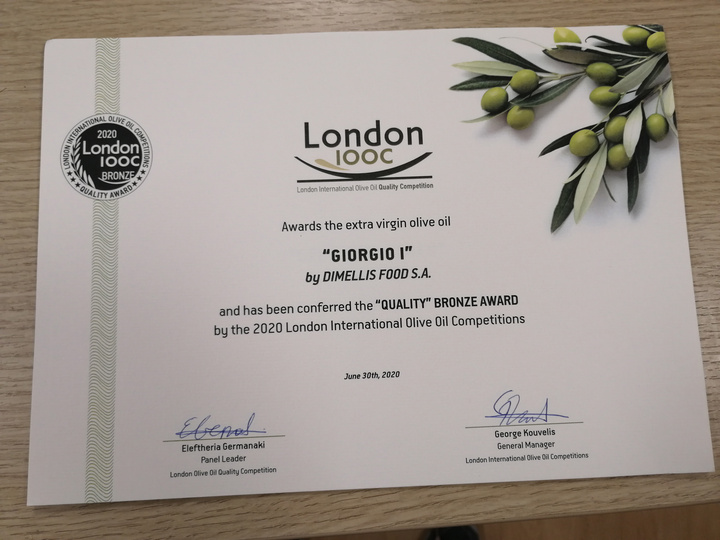 LONDON INTERNATIONAL OLIVE OIL COMPETITIONS
2020
London
IOOC
BRONZE
QUALITY AWARD
London
IOOC
London International Olive Oil Quality Competition
Awards the extra virgin olive oil
“GIORGIO I”
by DIMELLIS FOOD S.A.
and has been conferred the “QUALITY” BRONZE AWARD
by the 2020 London International Olive Oil Competitions
June 30th, 2020
Eleftheria Germanaki
Panel Leader
London Olive Oil Quality Competition
George Kouvelis
General Manager
London International Olive Oil Competitions